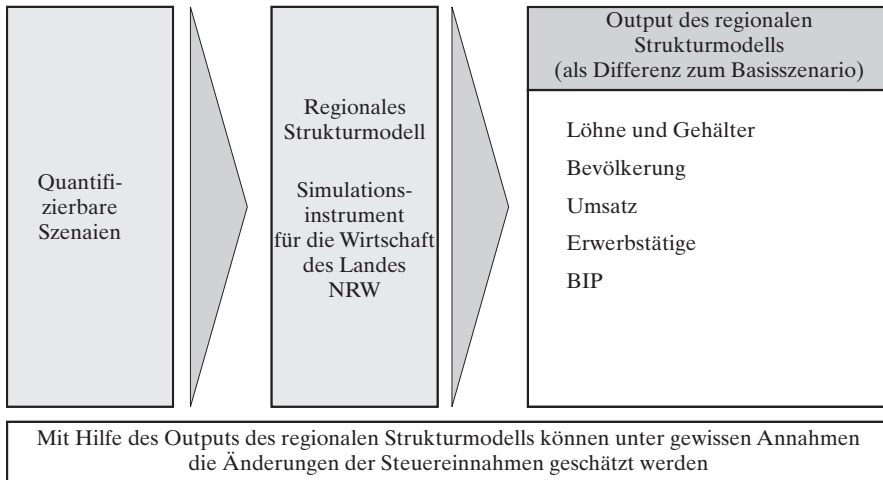 Quantifi-
zierbare
Szenaien
Regionales
Strukturmodell
Simulations-
instrument
für die Wirtschaft
des Landes
NRW
Output des regionalen
Strukturmodells
(als Differenz zum Basisszenario)
Löhne und Gehälter
Bevölkerung
Umsatz
Erwerbstätige
BIP
Mit Hilfe des Outputs des regionalen Strukturmodells können unter gewissen Annahmen
die Änderungen der Steuereinnahmen geschätzt werden